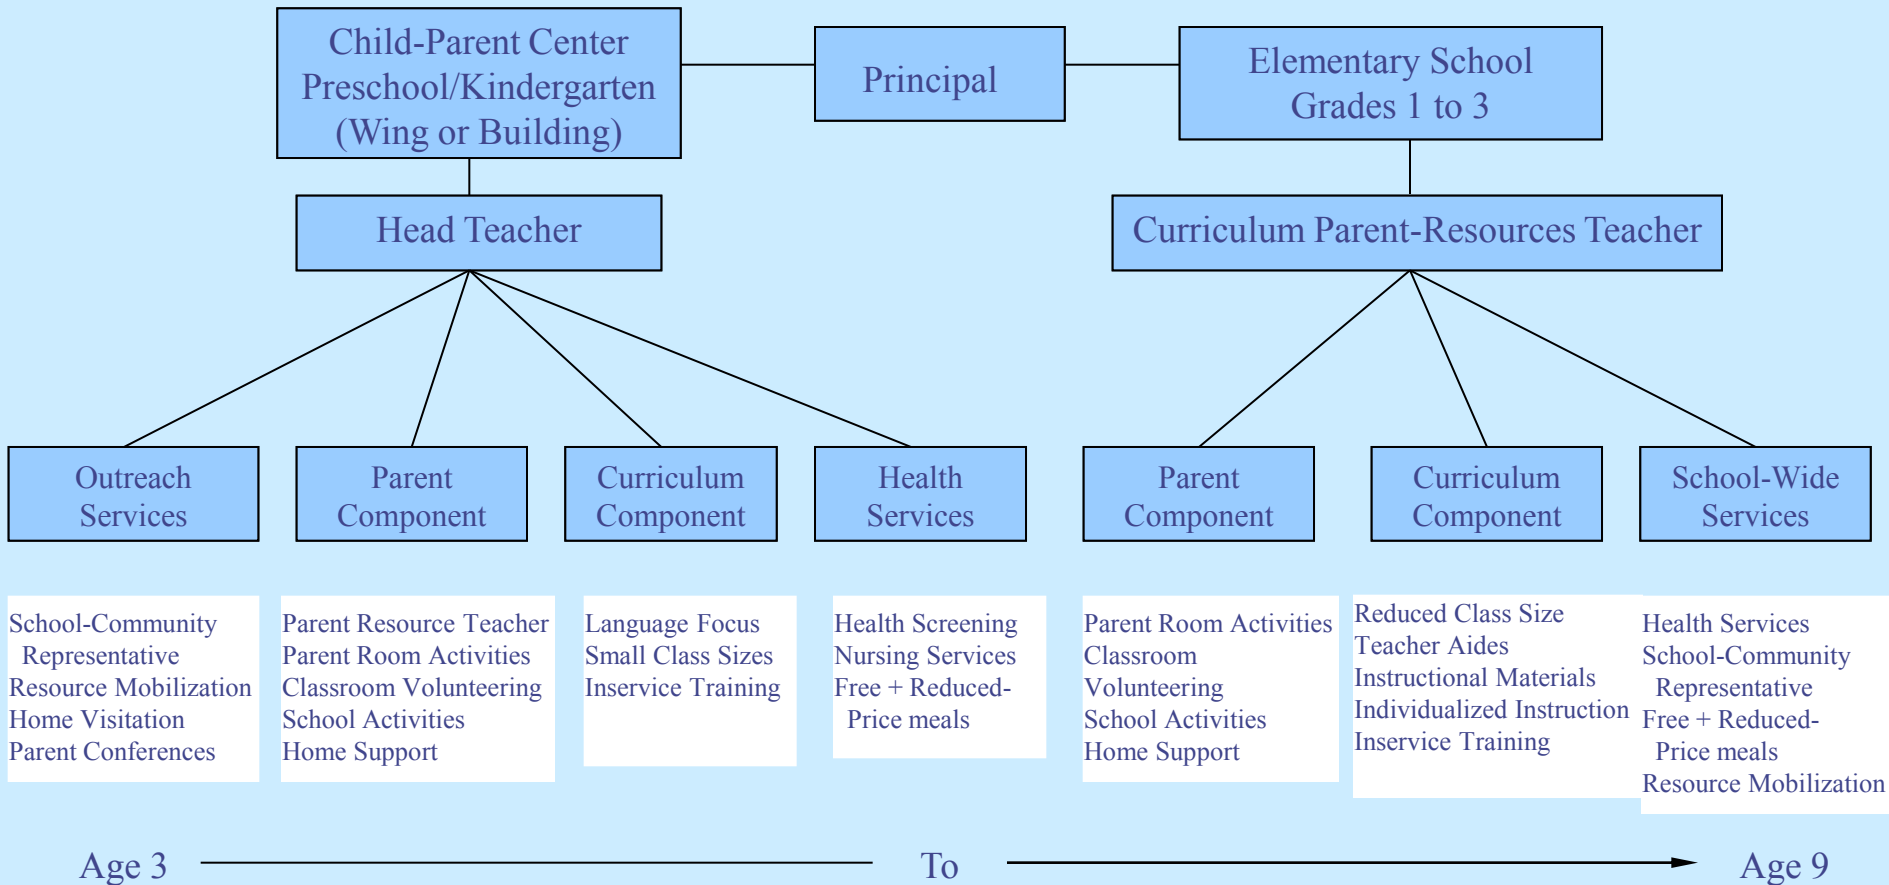 Child-Parent Center
Preschool/Kindergarten
(Wing or Building)
Principal
Elementary School
Grades 1 to 3
Head Teacher
Curriculum Parent-Resources Teacher
Outreach
Services
Parent
Component
Curriculum
Component
Health
Services
Parent
Component
Curriculum
Component
School-Wide
Services
School-Community
Representative
Resource Mobilization
Home Visitation
Parent Conferences
Parent Resource Teacher
Parent Room Activities
Classroom Volunteering
School Activities
Home Support
Language Focus
Small Class Sizes
Inservice Training
Health Screening
Nursing Services
Free + Reduced-
Price meals
Parent Room Activities
Classroom
Volunteering
School Activities
Home Support
Reduced Class Size
Teacher Aides
Instructional Materials
Individualized Instruction
Inservice Training
Health Services
School-Community
Representative
Free + Reduced-
Price meals
Resource Mobilization
Age 3 To Age 9